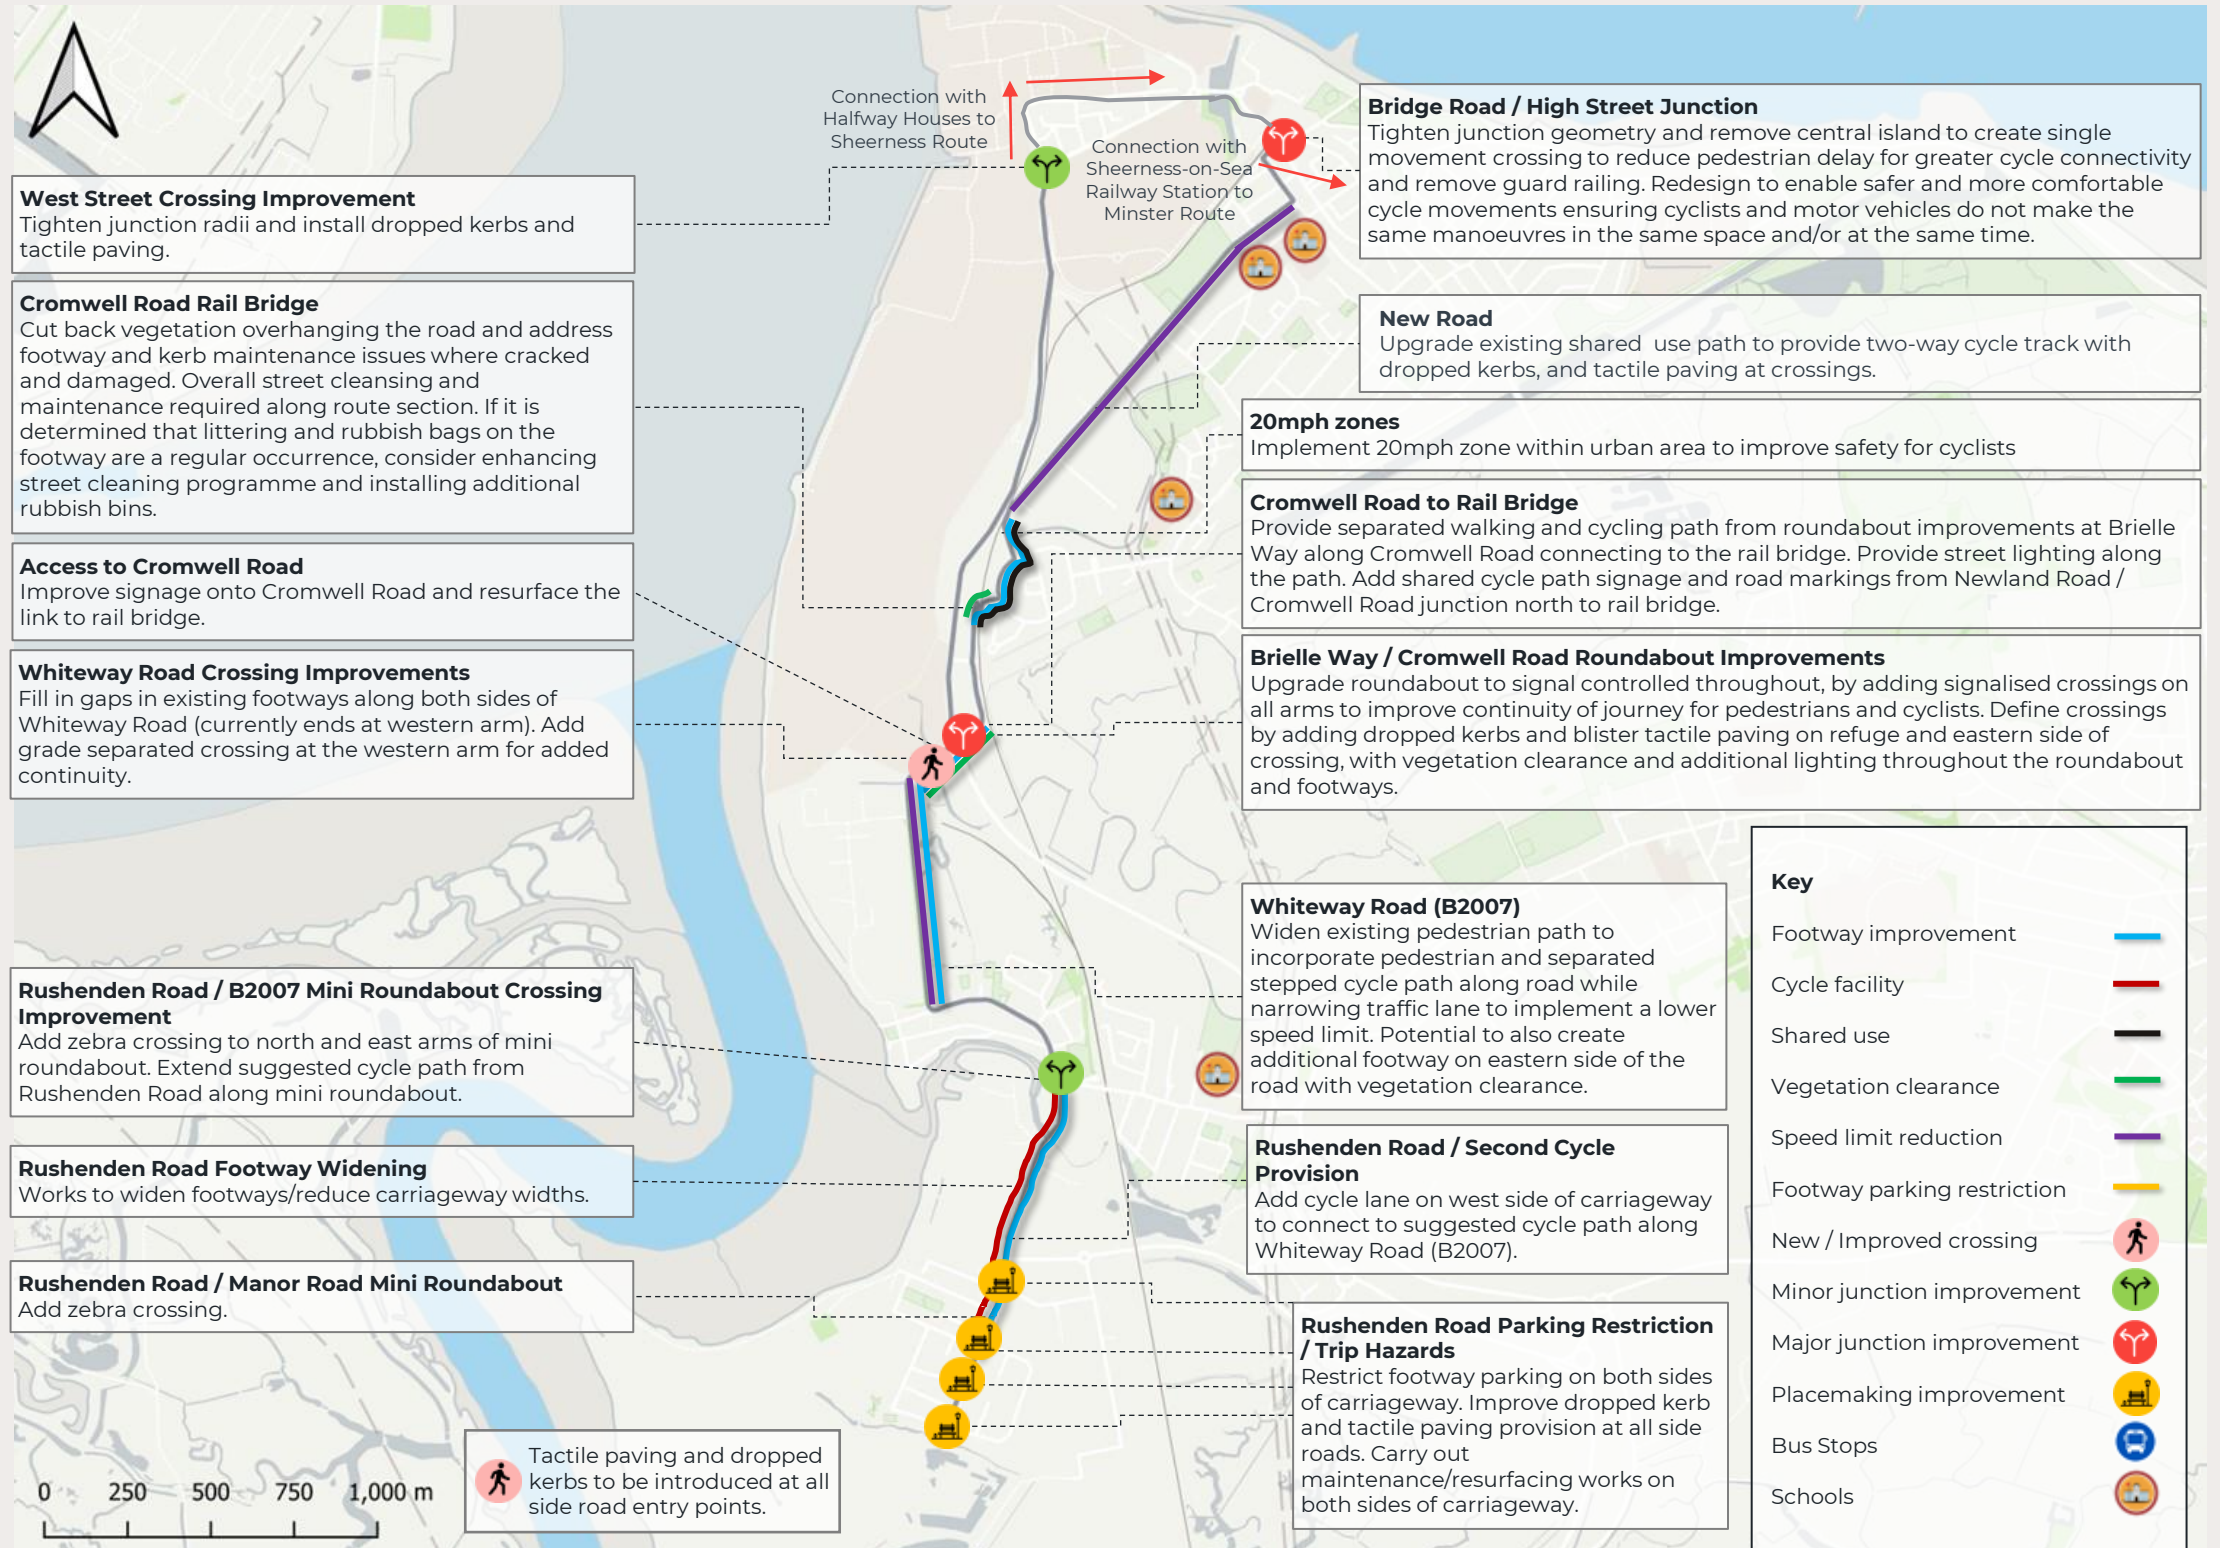 Connection with
Halfway Houses to
Sheerness Route
Connection with
Sheerness-on-Sea
Railway Station to
Minster Route
West Street Crossing Improvement
Tighten junction radii and install dropped kerbs and
tactile paving.
Cromwell Road Rail Bridge
Cut back vegetation overhanging the road and address
footway and kerb maintenance issues where cracked
and damaged. Overall street cleansing and
maintenance required along route section. If it is
determined that littering and rubbish bags on the
footway are a regular occurrence, consider enhancing
street cleaning programme and installing additional
rubbish bins.
Access to Cromwell Road
Improve signage onto Cromwell Road and resurface the
link to rail bridge.
Whiteway Road Crossing Improvements
Fill in gaps in existing footways along both sides of
Whiteway Road (currently ends at western arm). Add
grade separated crossing at the western arm for added
continuity.
Rushenden Road / B2007 Mini Roundabout Crossing
Improvement
Add zebra crossing to north and east arms of mini
roundabout. Extend suggested cycle path from
Rushenden Road along mini roundabout.
Rushenden Road Footway Widening
Works to widen footways/reduce carriageway widths.
Rushenden Road / Manor Road Mini Roundabout
Add zebra crossing.
0 250 500 750 1,000 m
Tactile paving and dropped
kerbs to be introduced at all
side road entry points.
Bridge Road / High Street Junction
Tighten junction geometry and remove central island to create single
movement crossing to reduce pedestrian delay for greater cycle connectivity
and remove guard railing. Redesign to enable safer and more comfortable
cycle movements ensuring cyclists and motor vehicles do not make the
same manoeuvres in the same space and/or at the same time.
New Road
Upgrade existing shared use path to provide two-way cycle track with
dropped kerbs, and tactile paving at crossings.
20mph zones
Implement 20mph zone within urban area to improve safety for cyclists
Cromwell Road to Rail Bridge
Provide separated walking and cycling path from roundabout improvements at Brielle
Way along Cromwell Road connecting to the rail bridge. Provide street lighting along
the path. Add shared cycle path signage and road markings from Newland Road /
Cromwell Road junction north to rail bridge.
Brielle Way / Cromwell Road Roundabout Improvements
Upgrade roundabout to signal controlled throughout, by adding signalised crossings on
all arms to improve continuity of journey for pedestrians and cyclists. Define crossings
by adding dropped kerbs and blister tactile paving on refuge and eastern side of
crossing, with vegetation clearance and additional lighting throughout the roundabout
and footways.
Whiteway Road (B2007)
Widen existing pedestrian path to
incorporate pedestrian and separated
stepped cycle path along road while
narrowing traffic lane to implement a lower
speed limit. Potential to also create
additional footway on eastern side of the
road with vegetation clearance.
Rushenden Road / Second Cycle
Provision
Add cycle lane on west side of carriageway
to connect to suggested cycle path along
Whiteway Road (B2007).
Rushenden Road Parking Restriction
/ Trip Hazards
Restrict footway parking on both sides
of carriageway. Improve dropped kerb
and tactile paving provision at all side
roads. Carry out
maintenance/resurfacing works on
both sides of carriageway.
Key
Footway improvement
Cycle facility
Shared use
Vegetation clearance
Speed limit reduction
Footway parking restriction
New / Improved crossing
Minor junction improvement
Major junction improvement
Placemaking improvement
Bus Stops
Schools